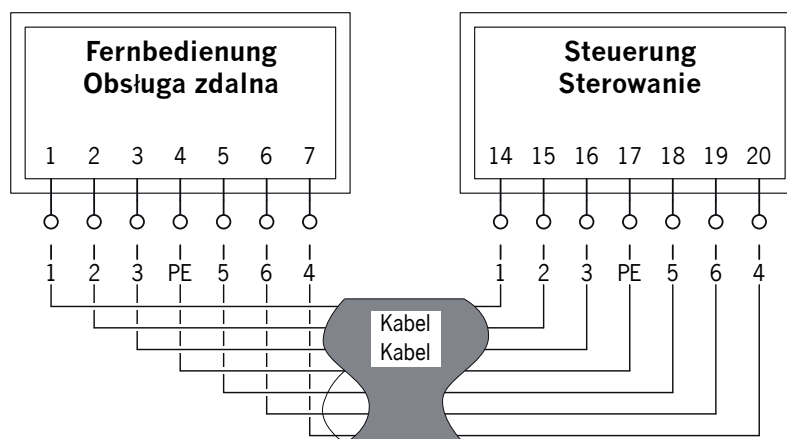 Fernbedienung
Obsługa zdalna
1 2 3 4 5 6 7
1 2 3 PE 5 6 4
Steuerung
Sterowanie
14 15 16 17 18 19 20
1 2 3 PE 5 6 4
Kabel
Kabel